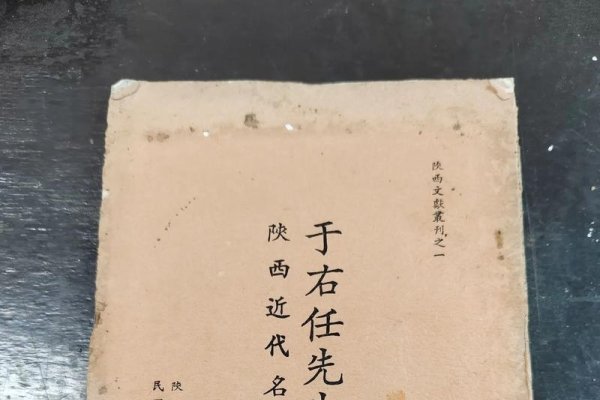 陝西文獻叢刊之一
于右任先
陝西近代名
陝
民